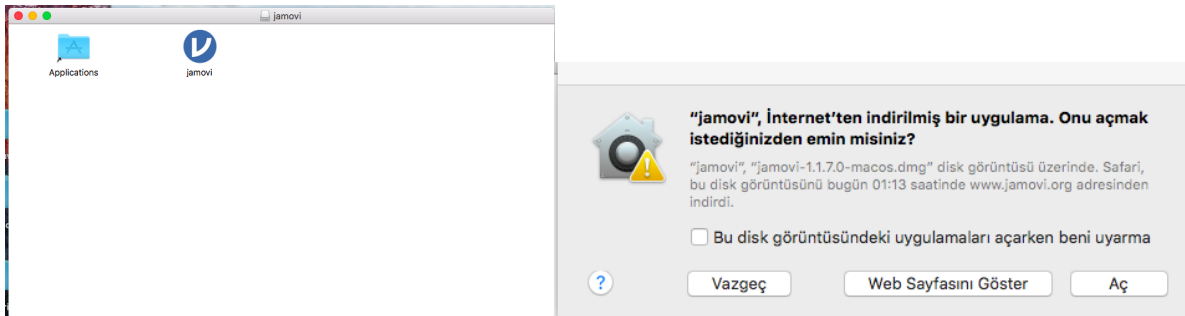 jamovi
Applications
jamovi
“jamovi”, İnternet’ten indirilmiş bir uygulama. Onu açmak
istediğinizden emin misiniz?
“jamovi”, “jamovi-1.1.7.0-macos.dmg” disk görüntüsü üzerinde. Safari,
bu disk görüntüsünü bugün 01:13 saatinde www.jamovi.org adresinden
indirdi.
Bu disk görüntüsündeki uygulamaları açarken beni uyarma
?
Vazgeç
Web Sayfasını Göster
Aç